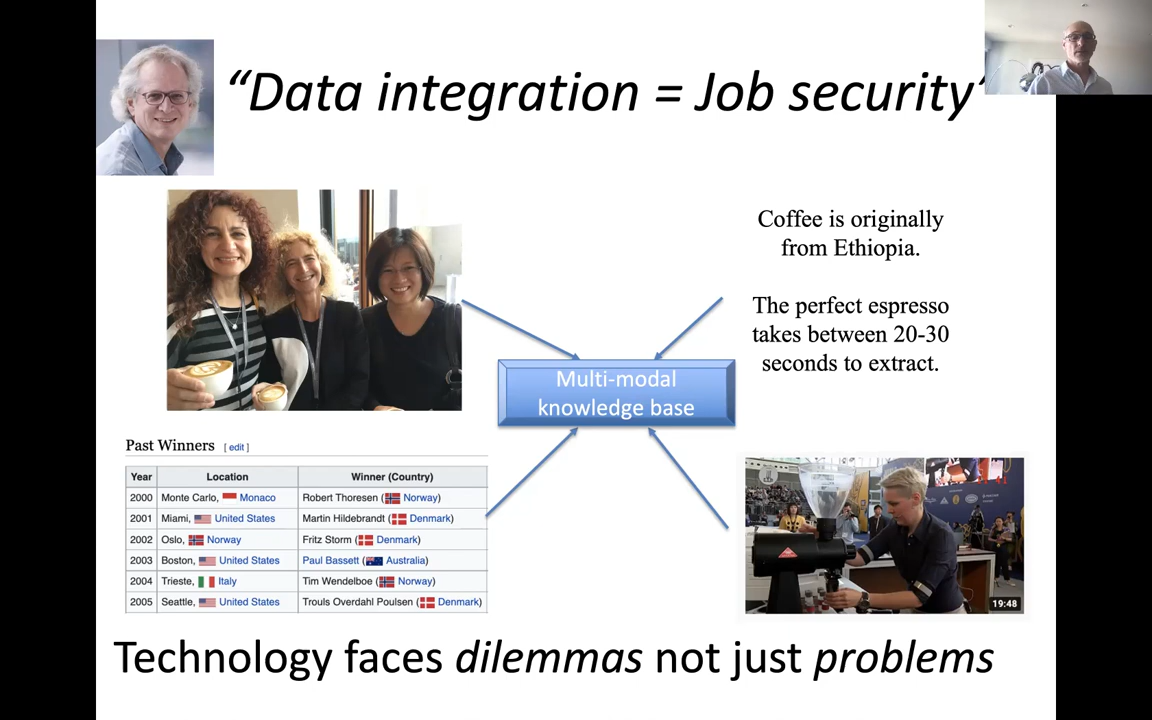 “Data integration = Job security”
Coffee is originally
from Ethiopia.
The perfect espresso
takes between 20-30
seconds to extract.
Multi-modal
knowledge base
Past Winners [ edit ]
Year Location Winner (Country)
2000 Monte Carlo, Monaco Robert Thoresen (Norway)
2001 Miami, United States Martin Hildebrandt (Denmark)
2002 Oslo, Norway Fritz Storm (Denmark)
2003 Boston, United States Paul Bassett (Australia)
2004 Trieste, Italy Tim Wendelboe (Norway)
2005 Seattle, United States Trouls Overdahl Poulsen (Denmark)
19:48
Technology faces dilemmas not just problems